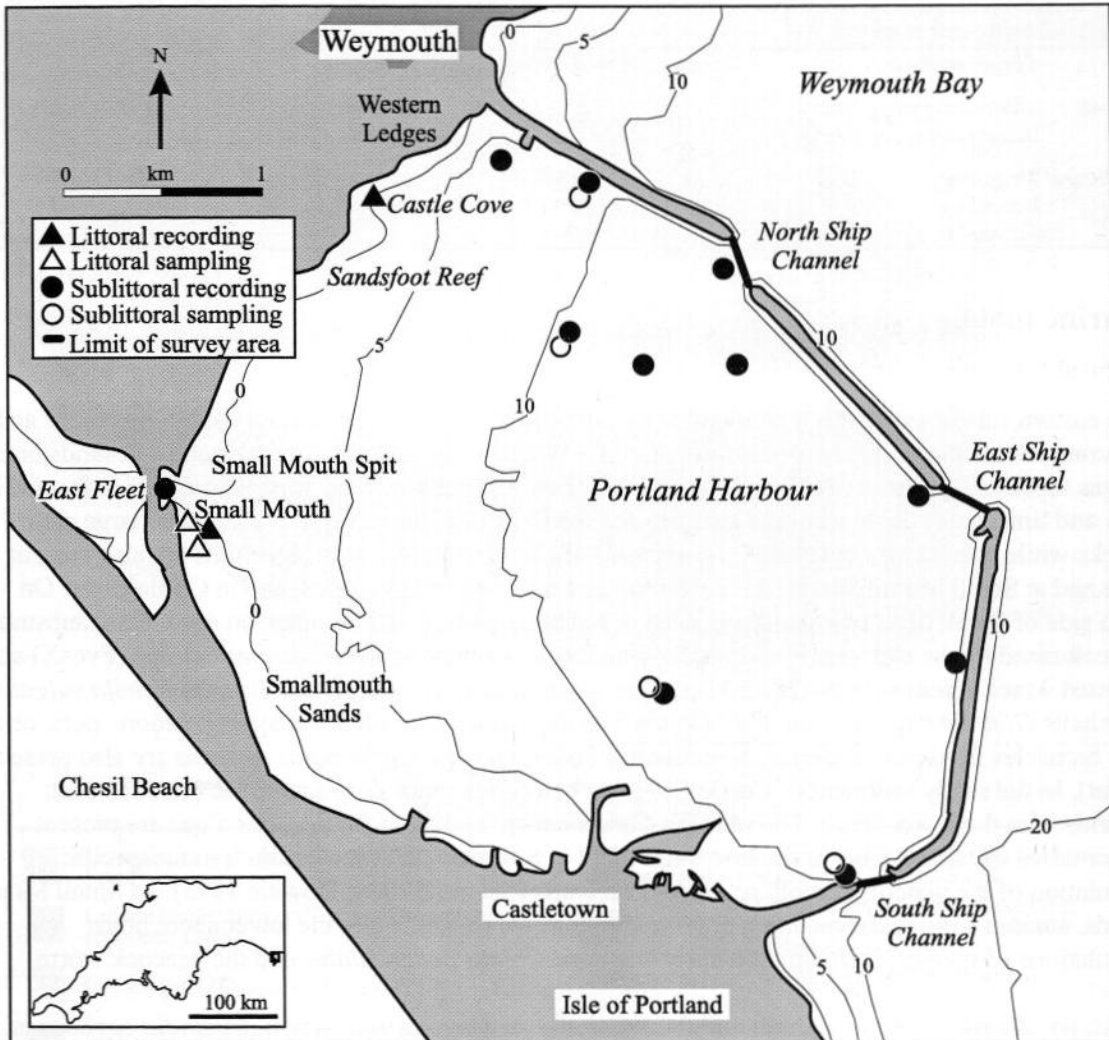 Weymouth
Weymouth Bay
N
Western
Ledges
0
5
10
0 km 1
Castle Cove
North Ship
Channel
Littoral recording
Littoral sampling
Sublittoral recording
Sublittoral sampling
Limit of survey area
Sandsfoot Reef
5
10
0
10
East Ship
Channel
Small Mouth Spit
East Fleet
Small Mouth
Portland Harbour
0
5
10
Smallmouth
Sands
Chesil Beach
20
Castletown
South Ship
Channel
5
10
100 km
Isle of Portland